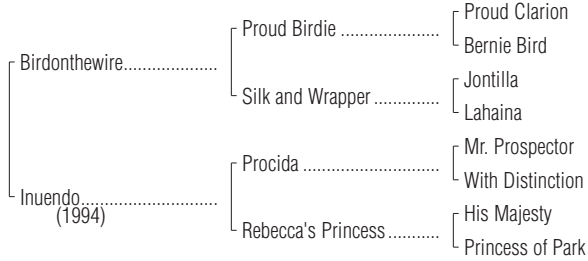 Proud Clarion
Proud Birdie ..................
Bernie Bird
Birdonthewire....................
Jontilla
Silk and Wrapper ............
Lahaina
Mr. Prospector
Procida .........................
With Distinction
Inuendo.............................
(1994)
His Majesty
Rebecca's Princess ...........
Princess of Park